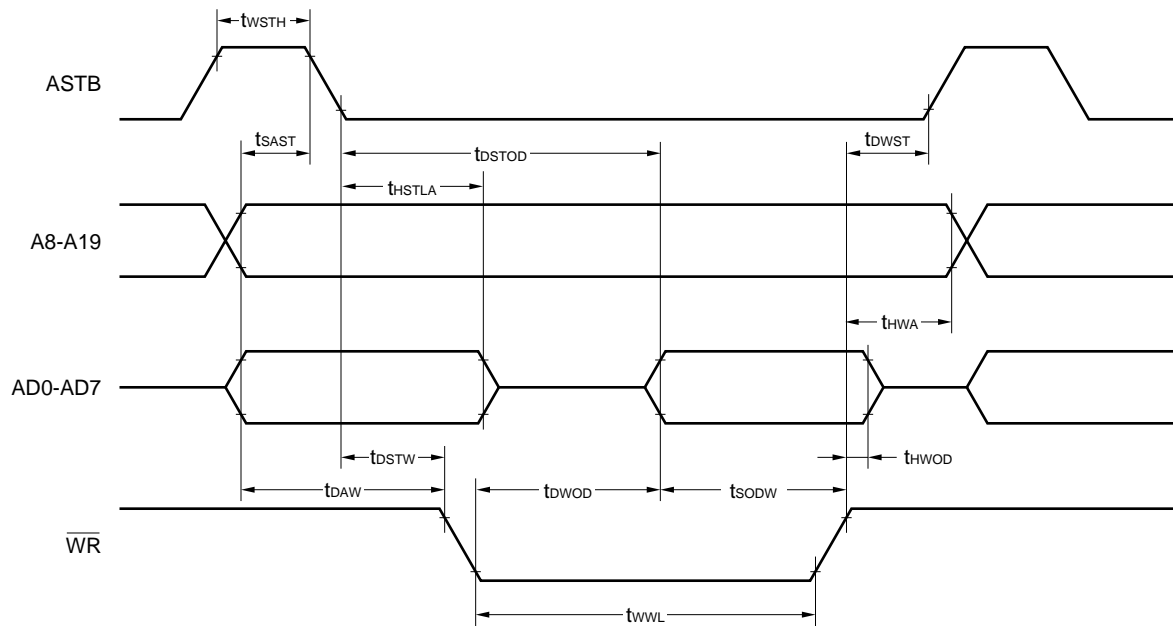 tWSTH
ASTB
tSAST
tDSTOD
tDWST
tHSTLA
A8-A19
tHWA
AD0-AD7
tDSTW
tHWOD
tDAW
tDWOD
tSODW
WR
tWWL